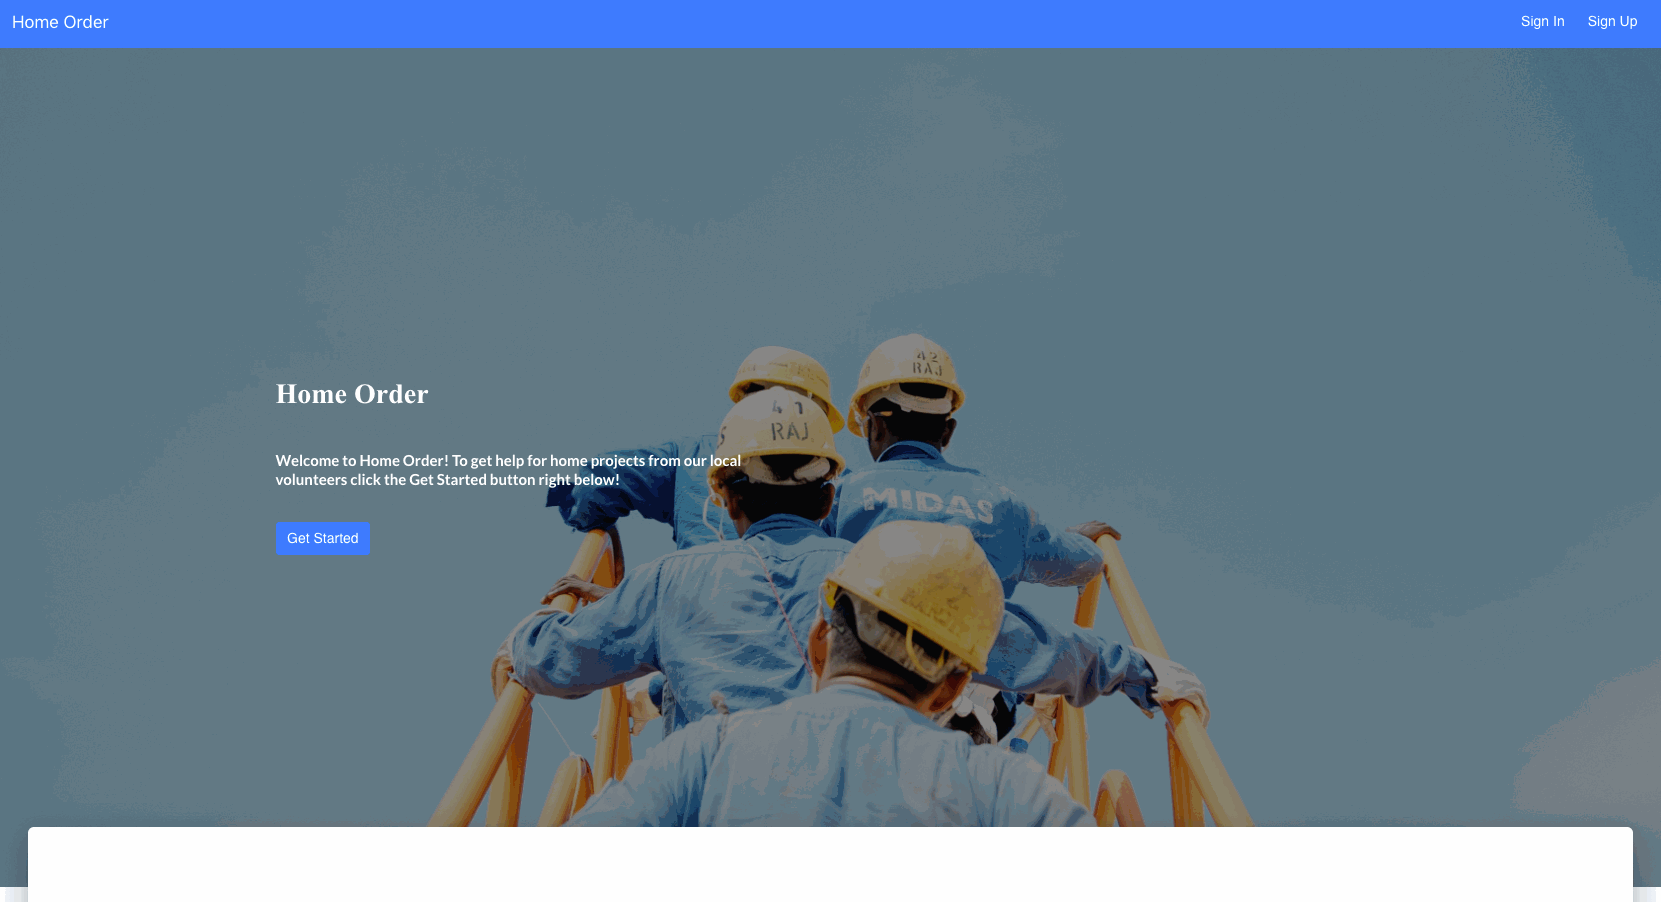 Home Order
Sign In
Sign Up
Home Order
Welcome to Home Order! To get help for home projects from our local
volunteers click the Get Started button right below!
Get Started
42
RAJ
41
RAJ
MIDAS